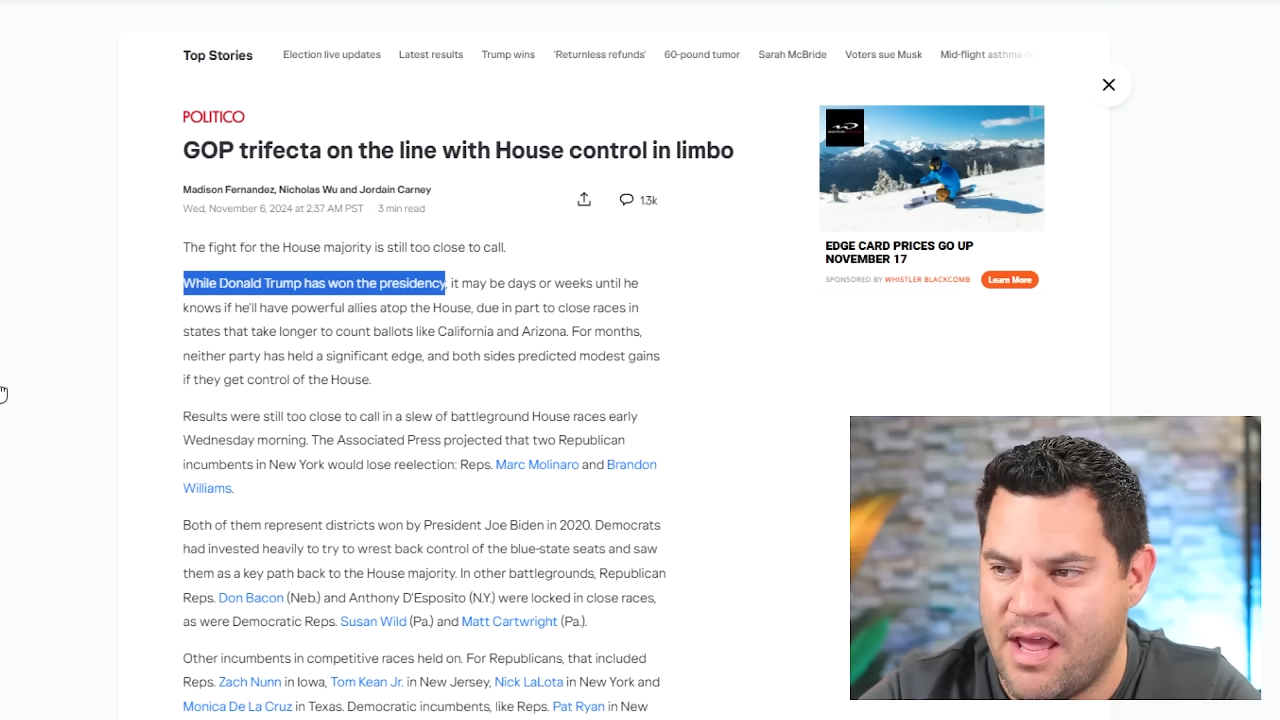 Top Stories
Election live updates
Latest results
Trump wins
'Returnless refunds'
60-pound tumor
Sarah McBride
Voters sue Musk
Mid-flight asthma
POLITICO
GOP trifecta on the line with House control in limbo
Madison Fernandez, Nicholas Wu and Jordain Carney
Wed, November 6, 2024 at 2:37 AM PST · 3 min read
1.3k
The fight for the House majority is still too close to call.
While Donald Trump has won the presidency, it may be days or weeks until he
knows if he'll have powerful allies atop the House, due in part to close races in
states that take longer to count ballots like California and Arizona. For months,
neither party has held a significant edge, and both sides predicted modest gains
if they get control of the House.
Results were still too close to call in a slew of battleground House races early
Wednesday morning. The Associated Press projected that two Republican
incumbents in New York would lose reelection: Reps. Marc Molinaro and Brandon
Williams.
Both of them represent districts won by President Joe Biden in 2020. Democrats
had invested heavily to try to wrest back control of the blue-state seats and saw
them as a key path back to the House majority. In other battlegrounds, Republican
Reps. Don Bacon (Neb.) and Anthony D'Esposito (N.Y.) were locked in close races,
as were Democratic Reps. Susan Wild (Pa.) and Matt Cartwright (Pa.).
Other incumbents in competitive races held on. For Republicans, that included
Reps. Zach Nunn in Iowa, Tom Kean Jr. in New Jersey, Nick LaLota in New York and
Monica De La Cruz in Texas. Democratic incumbents, like Reps. Pat Ryan in New
EDGE CARD PRICES GO UP
NOVEMBER 17
SPONSORED BY WHISTLER BLACKCOMB
Learn More